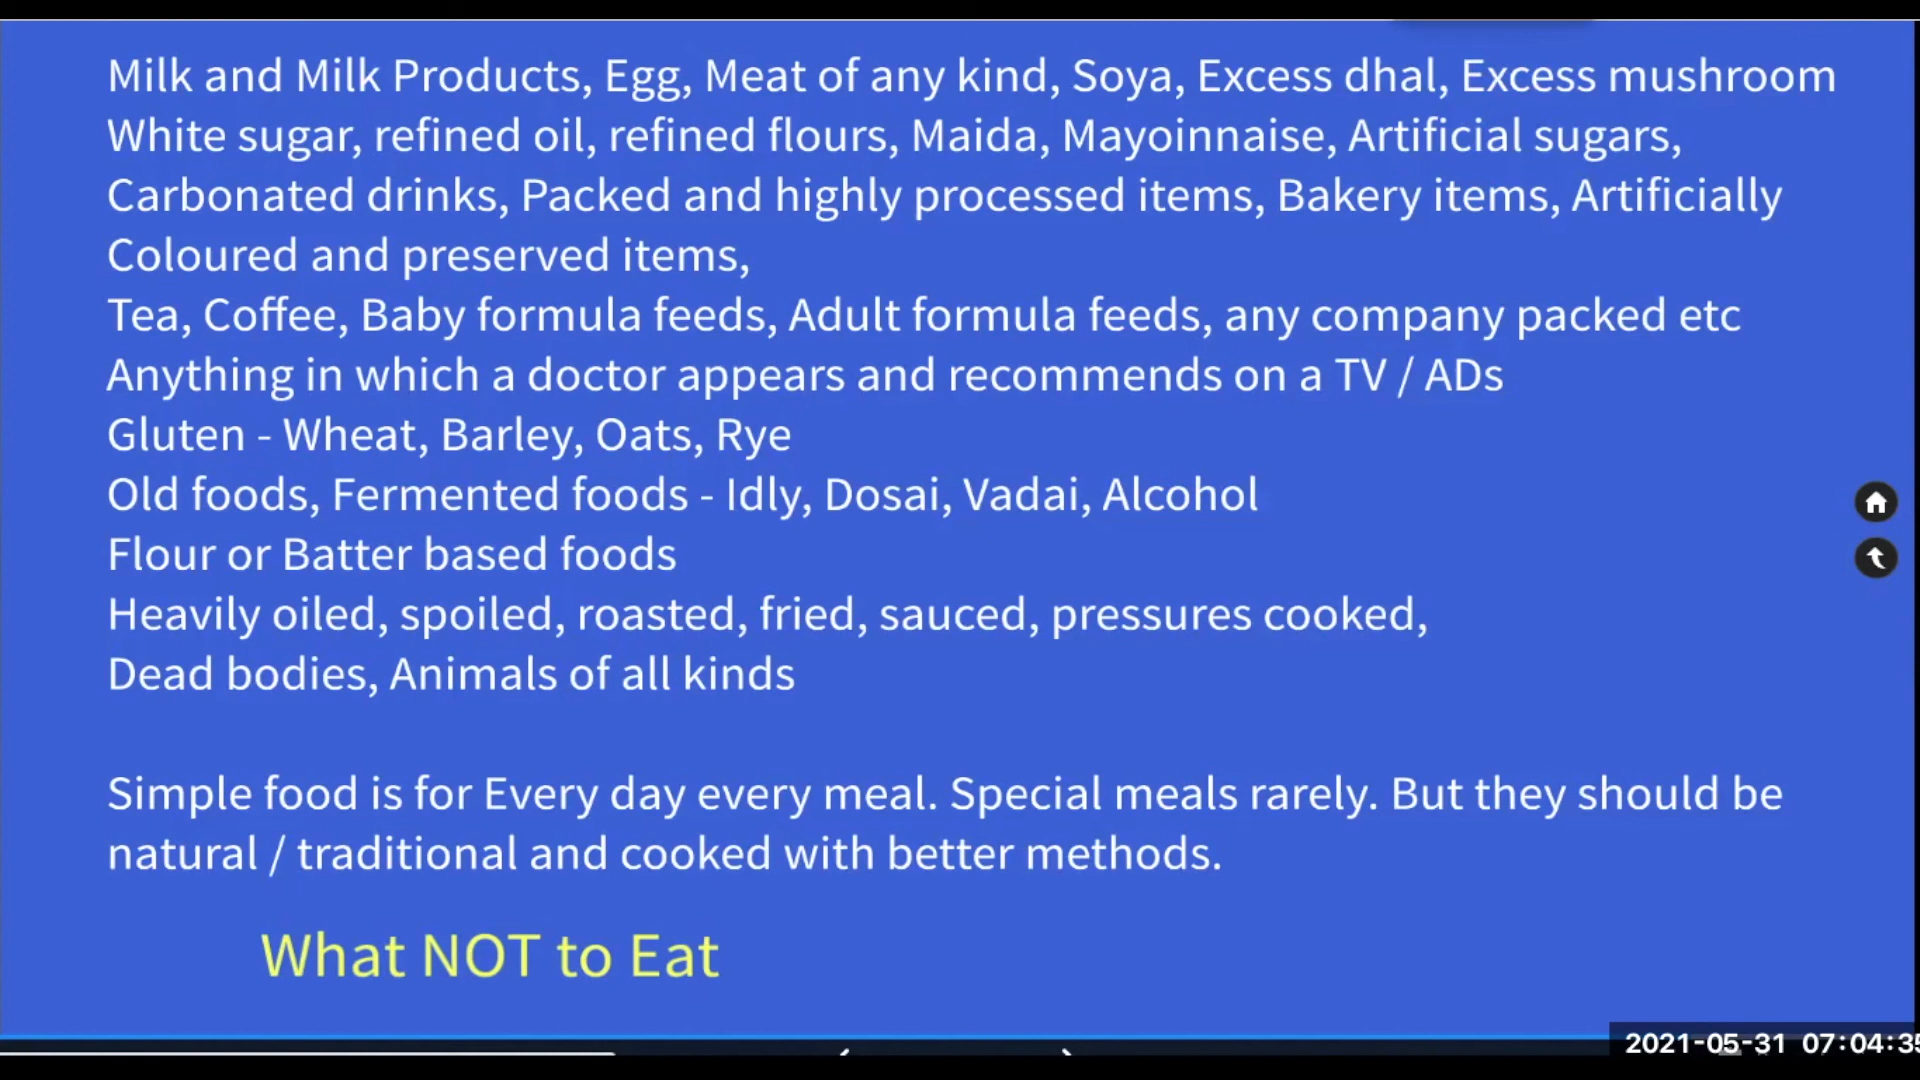 Milk and Milk Products, Egg, Meat of any kind, Soya, Excess dhal, Excess mushroom
White sugar, refined oil, refined flours, Maida, Mayoinnaise, Artificial sugars,
Carbonated drinks, Packed and highly processed items, Bakery items, Artificially
Coloured and preserved items,
Tea, Coffee, Baby formula feeds, Adult formula feeds, any company packed etc
Anything in which a doctor appears and recommends on a TV / ADs
Gluten - Wheat, Barley, Oats, Rye
Old foods, Fermented foods - Idly, Dosai, Vadai, Alcohol
Flour or Batter based foods
Heavily oiled, spoiled, roasted, fried, sauced, pressures cooked,
Dead bodies, Animals of all kinds
Simple food is for Every day every meal. Special meals rarely. But they should be
natural / traditional and cooked with better methods.
What NOT to Eat
2021-05-31 07:04:35